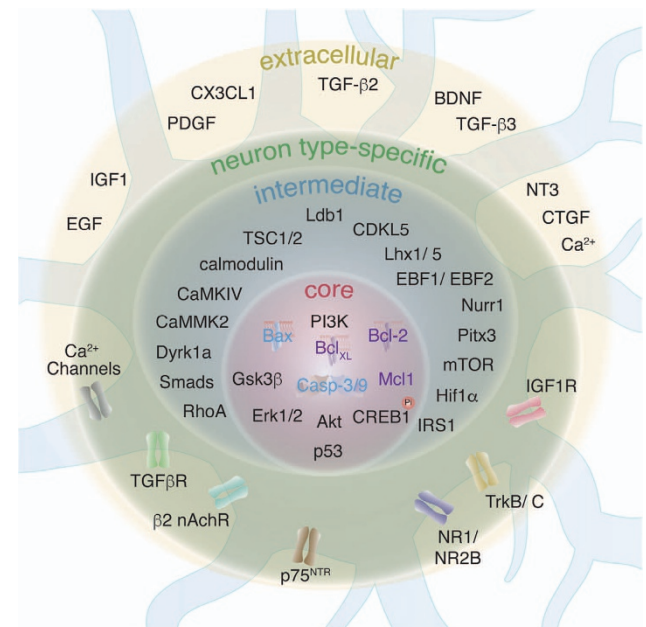 extracellular
TGF-β2
CX3CL1
BDNF
PDGF
TGF-β3
neuron type-specific
IGF1
NT3
EGF
CTGF
Ca²⁺
intermediate
Ldb1
TSC1/2
CDKL5
Lhx1/ 5
calmodulin
EBF1/ EBF2
CaMKIV
Nurr1
CaMMK2
Pitx3
Dyrk1a
mTOR
Smads
Hif1α
RhoA
IRS1
core
PI3K
Bax
Bcl-2
BclXL
Gsk3β
Casp-3/9
Mcl1
Pi
Erk1/2
Akt
CREB1
p53
Ca²⁺
Channels
IGF1R
TGFβR
TrkB/ C
β2 nAchR
NR1/
NR2B
p75ᴺᵀᴿ